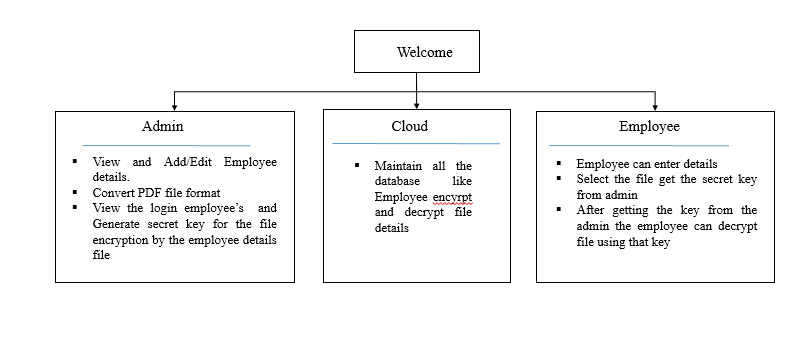 Welcome
Admin
▪ View and Add/Edit Employee
details.
▪ Convert PDF file format
▪ View the login employee's and
Generate secret key for the file
encryption by the employee details
file
Cloud
▪ Maintain all the
database like
Employee encyrpt
and decrypt file
details
Employee
▪ Employee can enter details
▪ Select the file get the secret key
from admin
▪ After getting the key from the
admin the employee can decrypt
file using that key